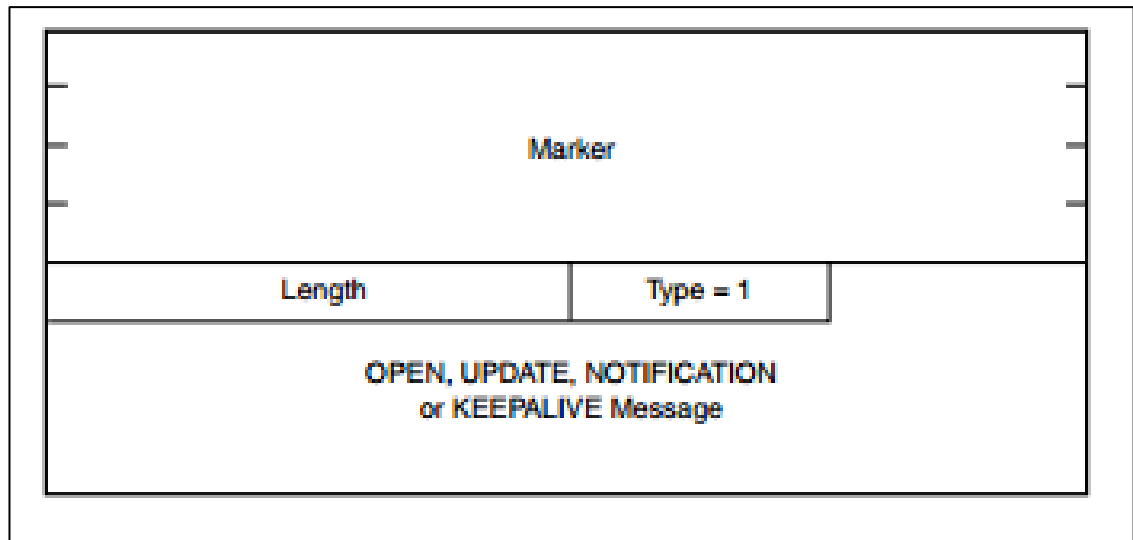 Marker
Length Type = 1
OPEN, UPDATE, NOTIFICATION
or KEEPALIVE Message